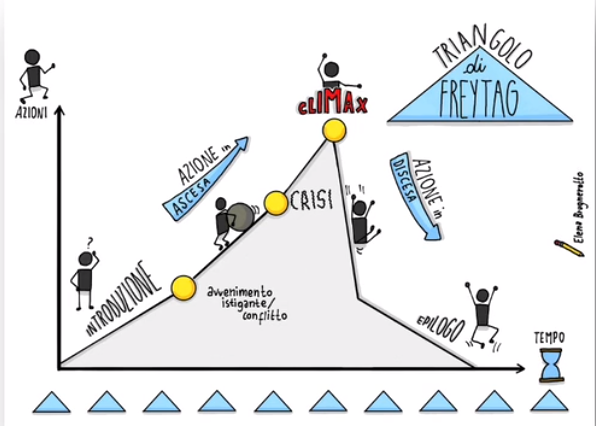 TRIANGOLO
di
FREYTAG
AZIONI
CLIMAX
AZIONE in
ASCESA
CRISI
AZIONE in
DISCESA
INTRODUZIONE
?
avvenimento
istigante/
conflitto
EPILOGO
TEMPO
Elena Brugnerotto